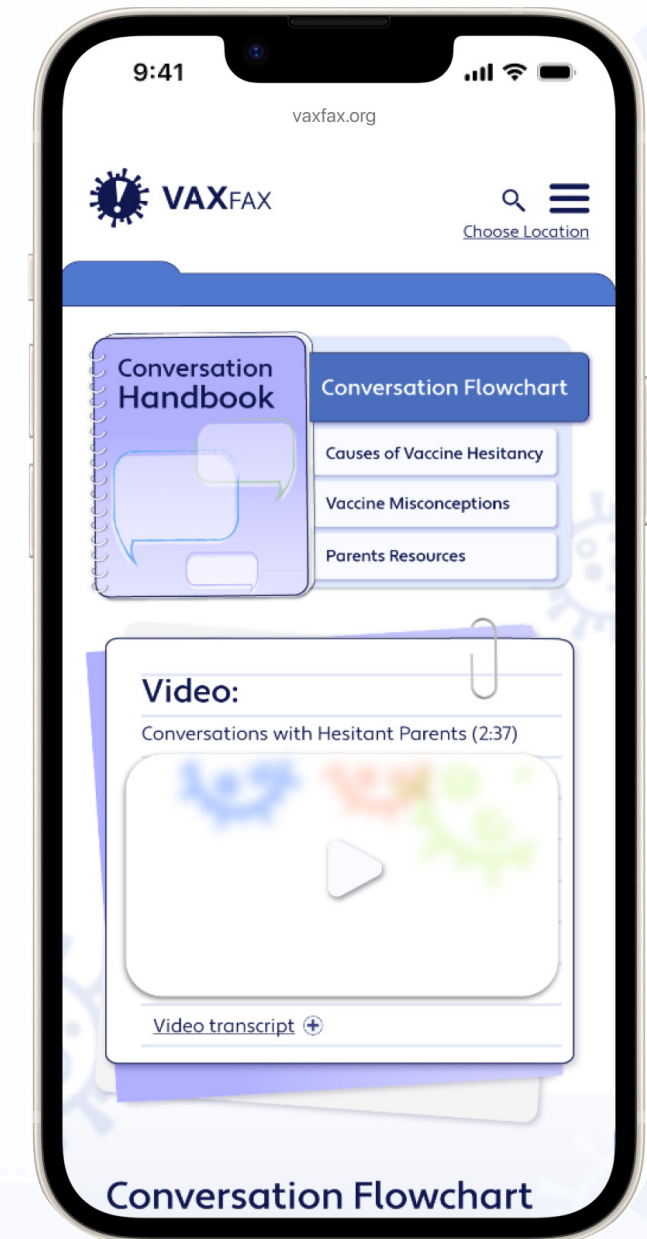 9:41
vaxfax.org
VAXFAX
Choose Location
Conversation
Handbook
Conversation Flowchart
Causes of Vaccine Hesitancy
Vaccine Misconceptions
Parents Resources
Video:
Conversations with Hesitant Parents (2:37)
Video transcript
Conversation Flowchart